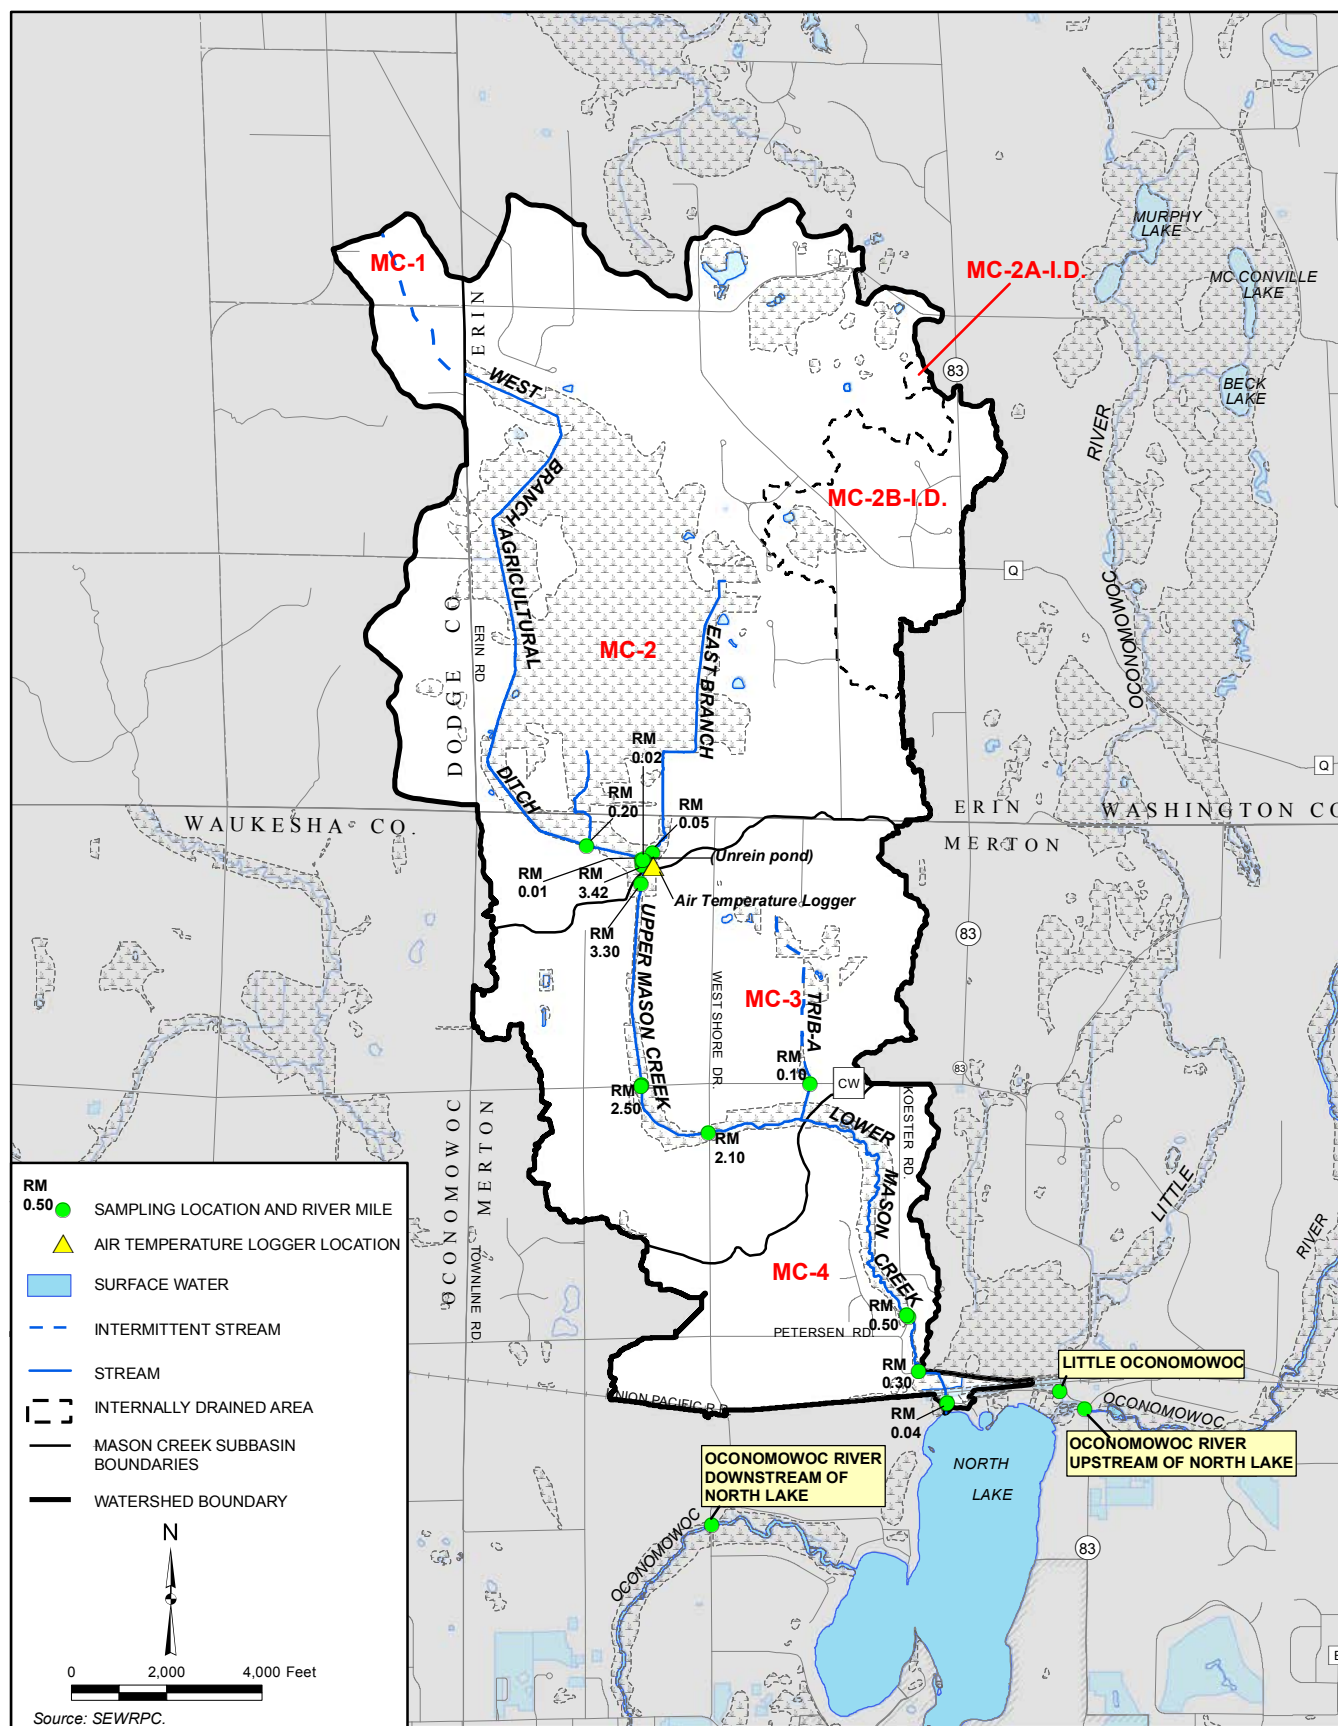 MURPHY
LAKE
MC CONVILLE
LAKE
BECK
LAKE
MC-1
MC-2A-I.D.
83
ERIN
WEST
BRANCH
AGRICULTURAL
DITCH
RIVER
OCONOMOWOC
MC-2B-I.D.
Q
DODGE CO.
ERIN RD
MC-2
EAST BRANCH
RM
0.02
RM
0.20
RM
0.05
Q
ERIN
WASHINGTON CO
WAUKESHA CO.
MERTON
(Unrein pond)
RM
0.01
RM
3.42
Air Temperature Logger
RM
3.30
83
UPPER MASON CREEK
WEST SHORE DR.
MC-3
TRIB-A
RM
0.10
CW
83
RM
2.50
KOESTER RD.
RM
2.10
LOWER
MASON
CREEK
OCONOMOWOC
MERTON
TOWNLINE RD.
LITTLE
RIVER
MC-4
RM
0.50
PETERSEN RD.
RM
0.30
UNION PACIFIC R.R.
RM
0.04
LITTLE OCONOMOWOC
OCONOMOWOC
OCONOMOWOC RIVER
UPSTREAM OF NORTH LAKE
OCONOMOWOC RIVER
DOWNSTREAM OF
NORTH LAKE
NORTH
LAKE
OCONOMOWOC
83
RM
0.50
SAMPLING LOCATION AND RIVER MILE
AIR TEMPERATURE LOGGER LOCATION
SURFACE WATER
INTERMITTENT STREAM
STREAM
INTERNALLY DRAINED AREA
MASON CREEK SUBBASIN
BOUNDARIES
WATERSHED BOUNDARY
N
0 2,000 4,000 Feet
Source: SEWRPC.